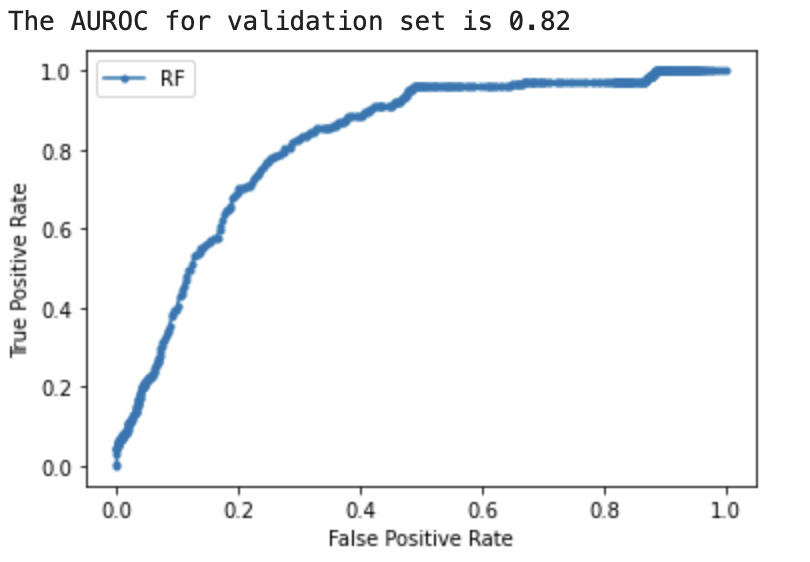 The AUROC for validation set is 0.82
RF
1.0
0.8
0.6
0.4
0.2
0.0
True Positive Rate
0.0 0.2 0.4 0.6 0.8 1.0
False Positive Rate